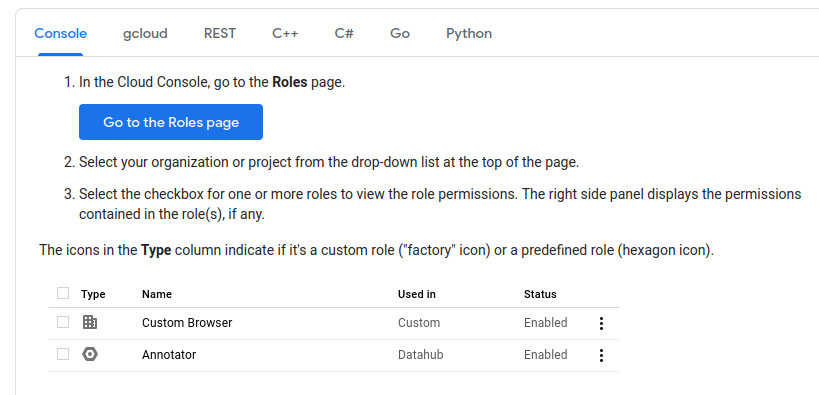 Console gcloud REST C++ C# Go Python
1. In the Cloud Console, go to the Roles page.
Go to the Roles page
2. Select your organization or project from the drop-down list at the top of the page.
3. Select the checkbox for one or more roles to view the role permissions. The right side panel displays the permissions
contained in the role(s), if any.
The icons in the Type column indicate if it's a custom role ("factory" icon) or a predefined role (hexagon icon).
Type Name Used in Status
Custom Browser Custom Enabled
Annotator Datahub Enabled